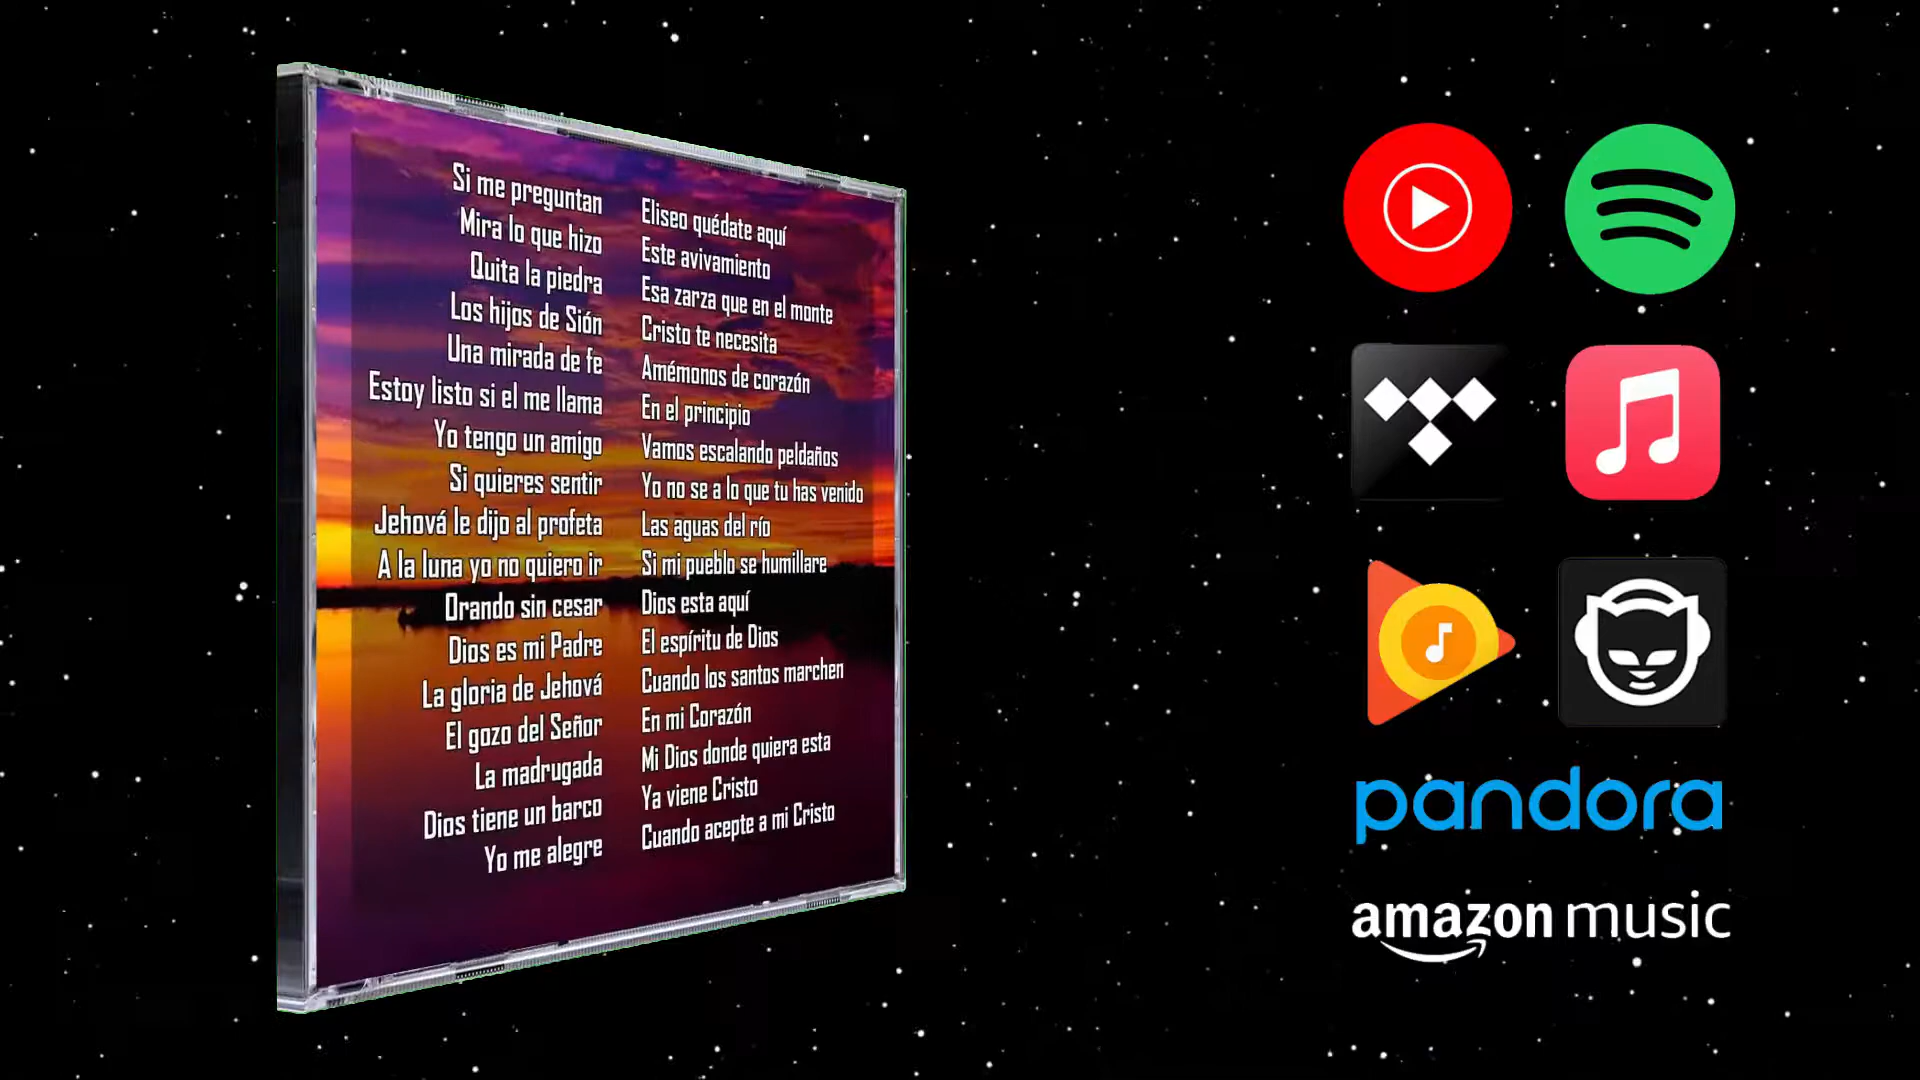 Si me preguntan
Mira lo que hizo
Quita la piedra
Los hijos de Sión
Una mirada de fe
Estoy listo si el me llama
Yo tengo un amigo
Si quieres sentir
Jehová le dijo al profeta
A la luna yo no quiero ir
Orando sin cesar
Dios es mi Padre
La gloria de Jehová
El gozo del Señor
La madrugada
Dios tiene un barco
Yo me alegre
Eliseo quédate aquí
Este avivamiento
Esa zarza que en el monte
Cristo te necesita
Amémonos de corazón
En el principio
Vamos escalando peldaños
Yo no se a lo que tu has venido
Las aguas del río
Si mi pueblo se humillare
Dios esta aquí
El espíritu de Dios
Cuando los santos marchen
En mi Corazón
Mi Dios donde quiera esta
Ya viene Cristo
Cuando acepte a mi Cristo
pandora
amazon music